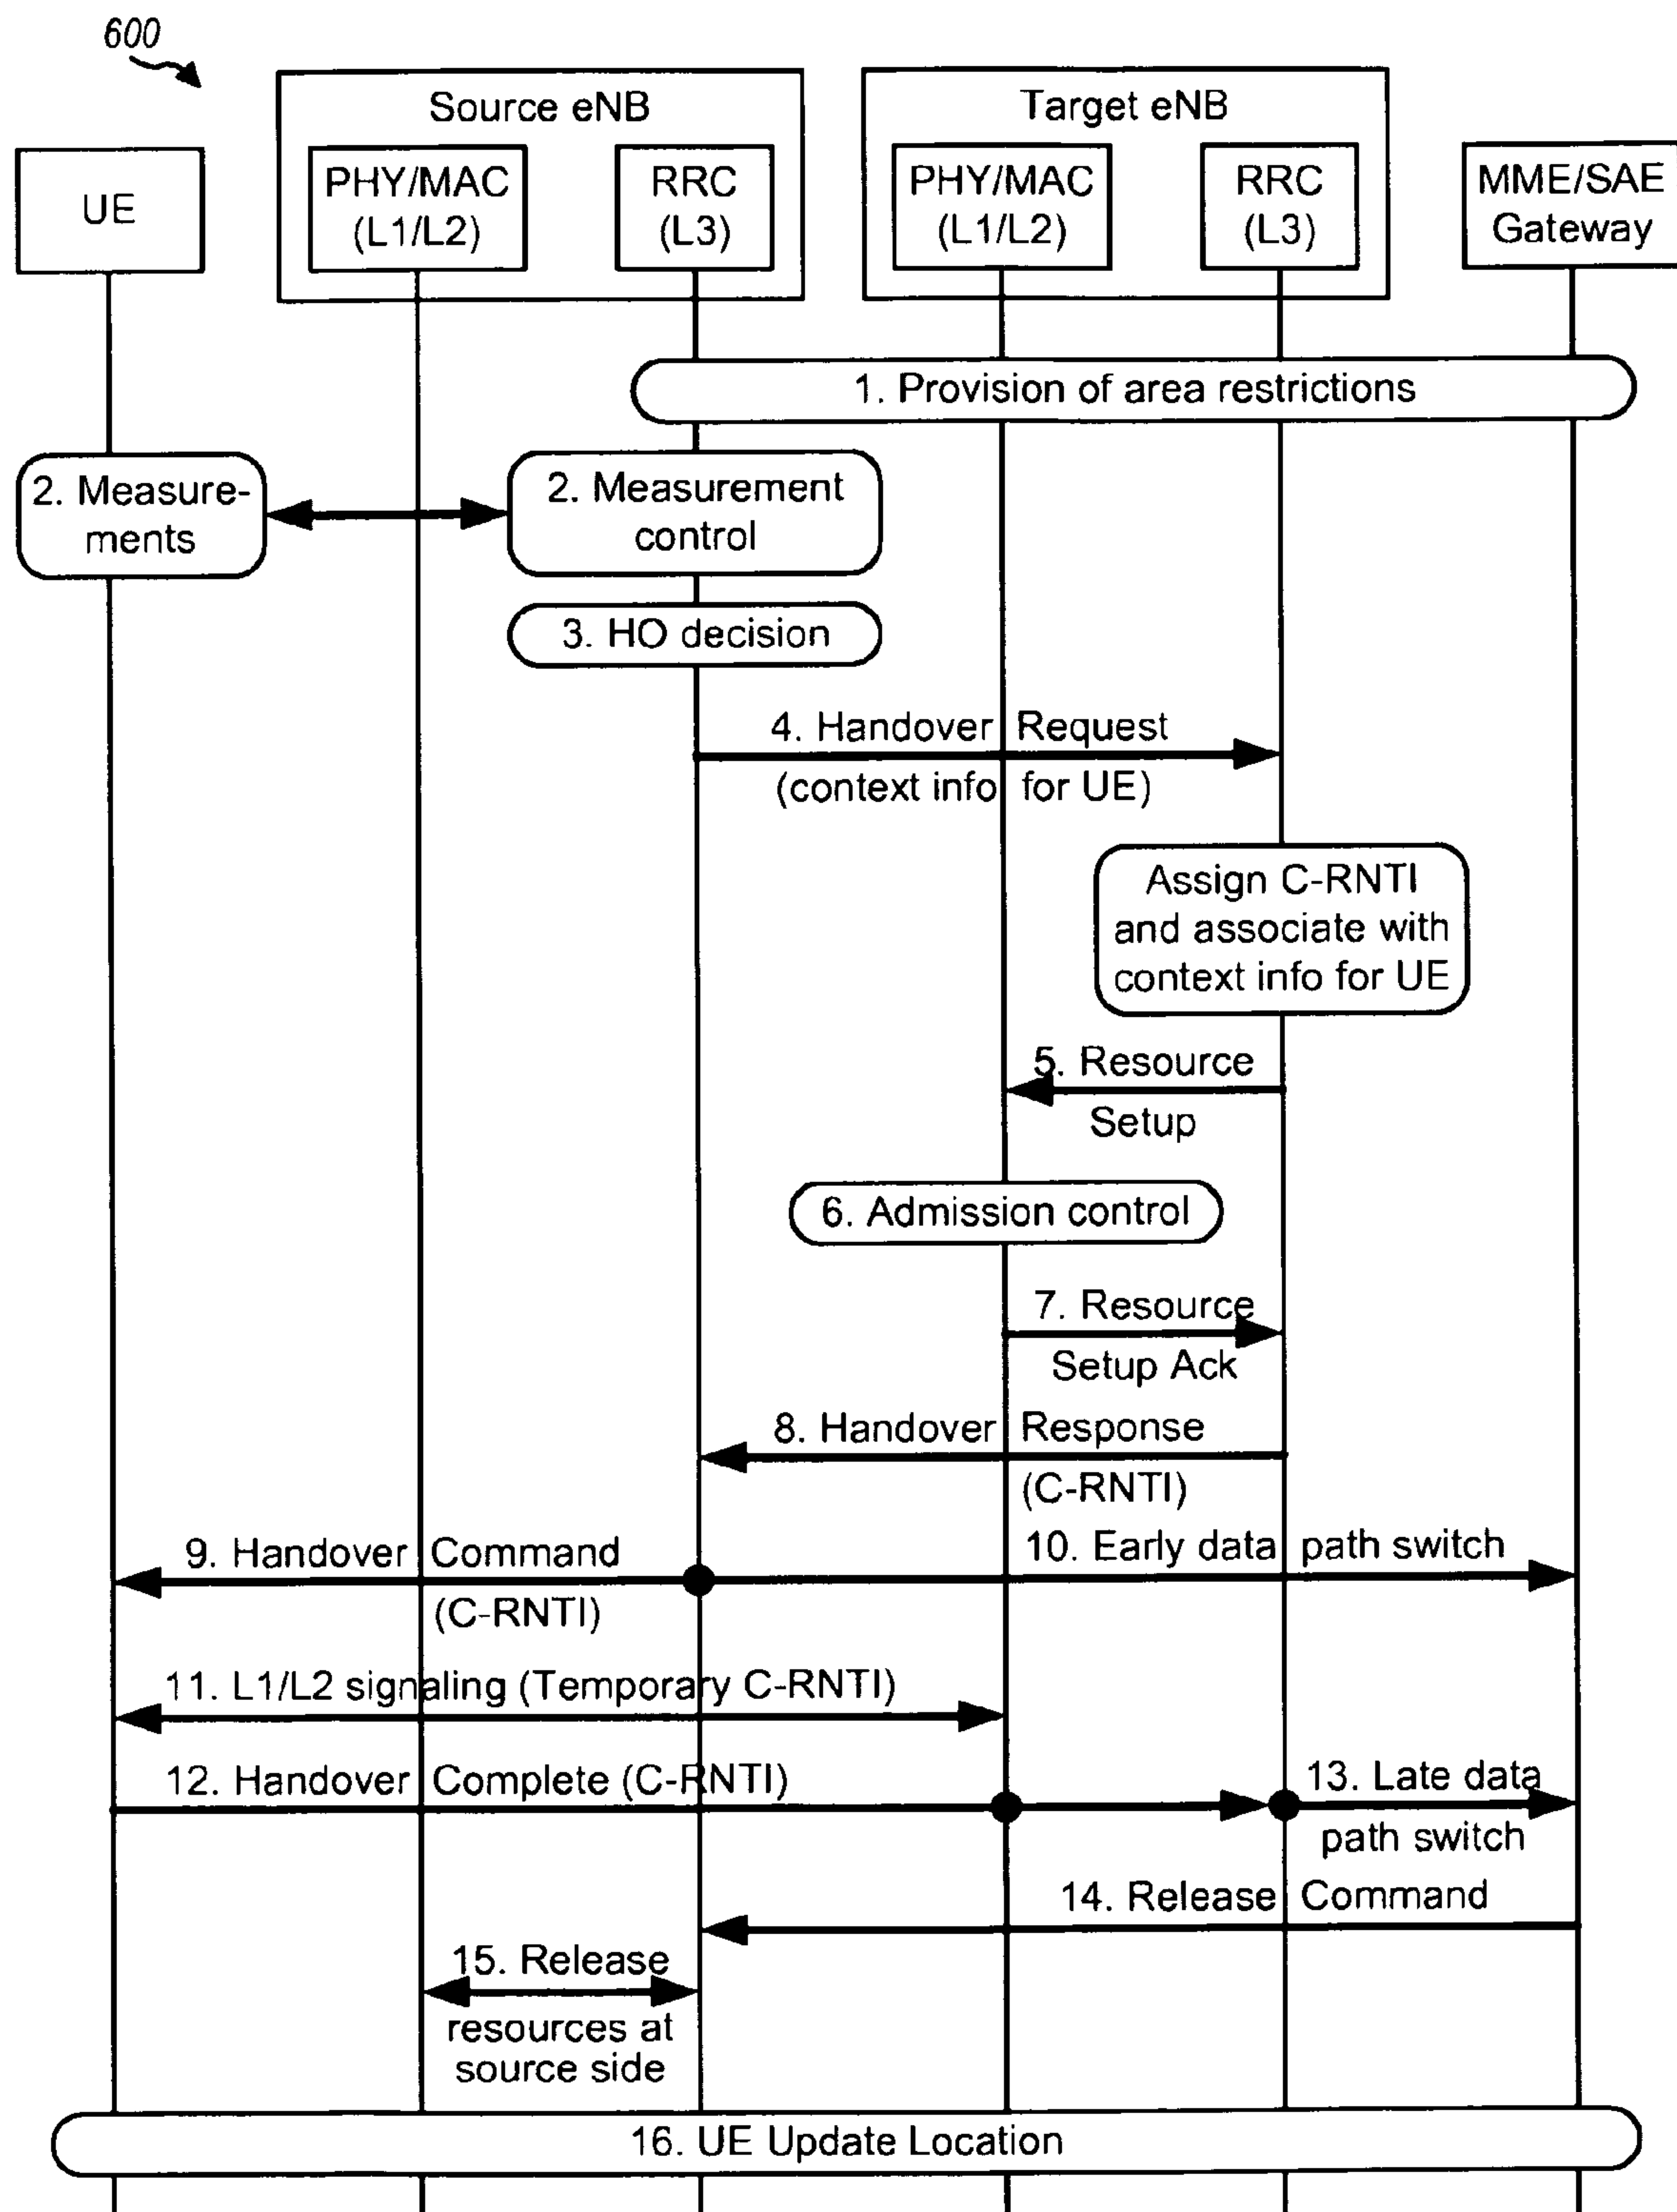 600
Source eNB
Target eNB
UE
PHY/MAC
(L1/L2)
RRC
(L3)
PHY/MAC
(L1/L2)
RRC
(L3)
MME/SAE
Gateway
1. Provision of area restrictions
2. Measure-
ments
2. Measurement
control
3. HO decision
4. Handover Request
(context info for UE)
Assign C-RNTI
and associate with
context info for UE
5. Resource
Setup
6. Admission control
7. Resource
Setup Ack
8. Handover Response
(C-RNTI)
9. Handover Command
(C-RNTI)
10. Early data path switch
11. L1/L2 signaling (Temporary C-RNTI)
12. Handover Complete (C-RNTI)
13. Late data
path switch
14. Release Command
15. Release
resources at
source side
16. UE Update Location